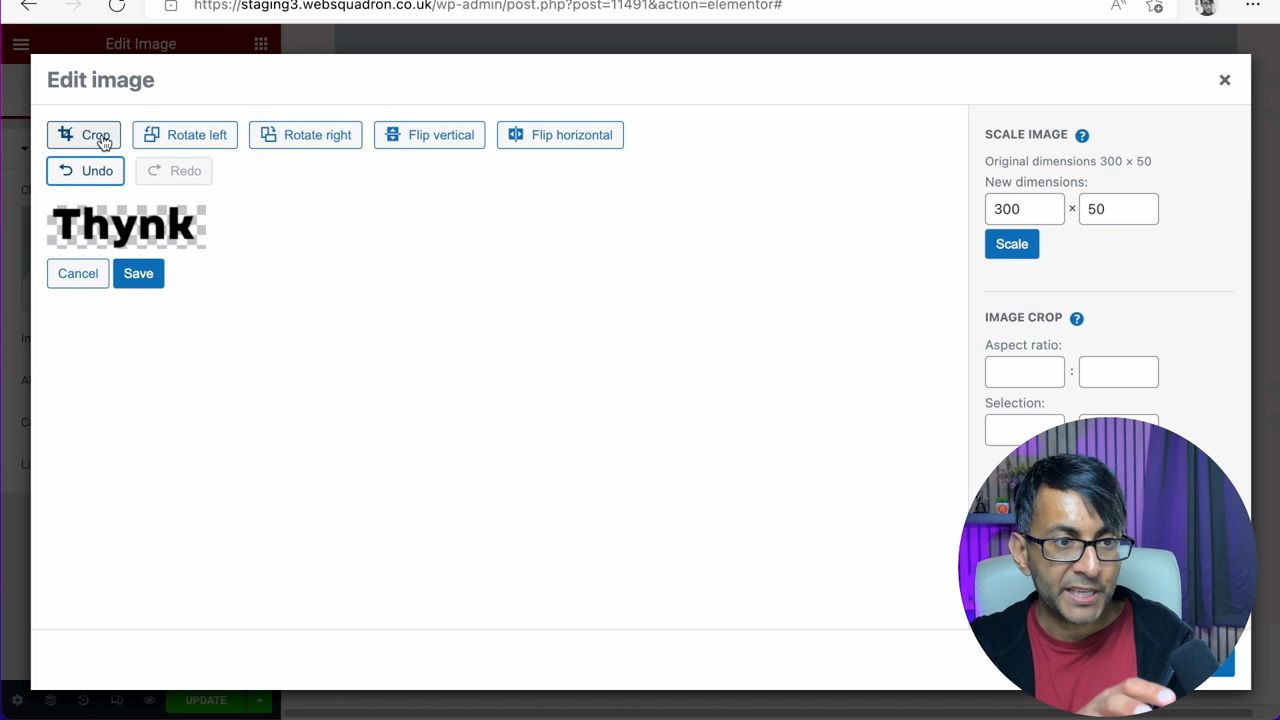 https://staging3.websquadron.co.uk/wp-admin/post.php?post=11491&action=elementor#
Edit Image
Edit image
Crop
Rotate left
Rotate right
Flip vertical
Flip horizontal
Undo
Redo
Thynk
Cancel
Save
SCALE IMAGE
Original dimensions 300 × 50
New dimensions:
300 × 50
Scale
IMAGE CROP
Aspect ratio:
:
Selection:
UPDATE